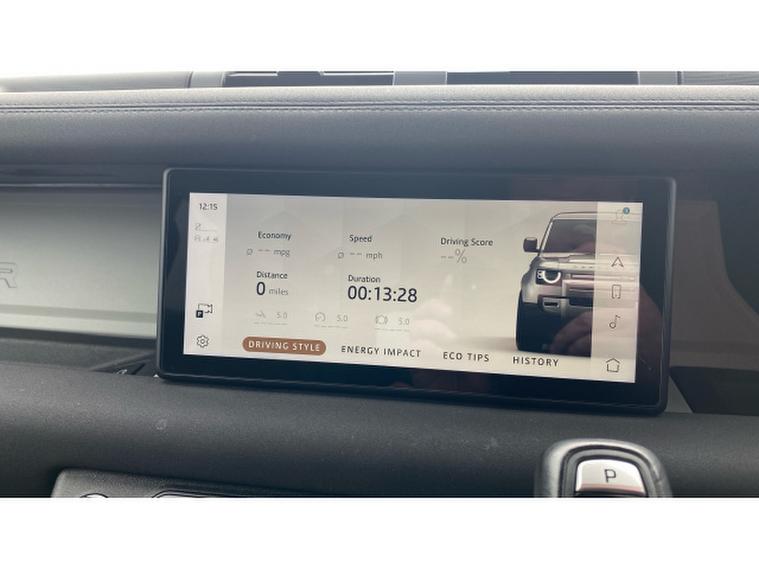 12:15
Economy Speed Driving Score
Ø -- mpg Ø -- mph --%
Distance Duration
0 miles 00:13:28
5.0 5.0 5.0
DRIVING STYLE ENERGY IMPACT ECO TIPS HISTORY
P
R
P